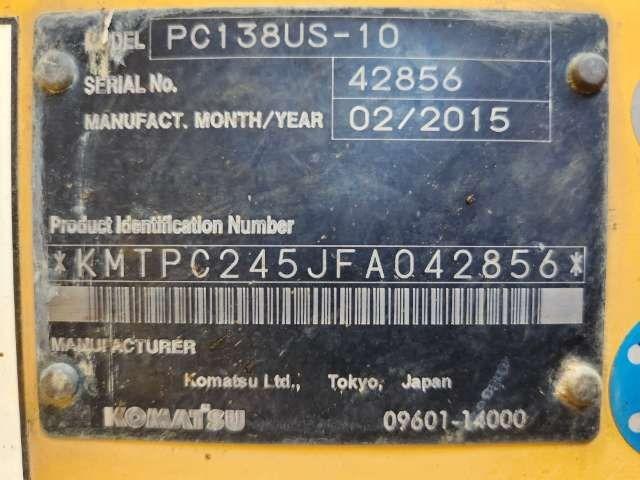 MODEL PC138US-10
SERIAL No. 42856
MANUFACT. MONTH/YEAR 02/2015
Product Identification Number
*KMTPC245JFA042856*
MANUFACTURER
Komatsu Ltd., Tokyo, Japan
KOMATSU 09601-14000